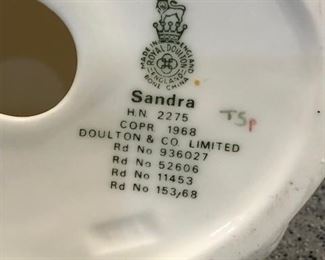 MADE IN ENGLAND
ROYAL DOULTON
ENGLAND
BONE CHINA
Sandra
H.N. 2275
COPR 1968
DOULTON & CO. LIMITED
Rd No 936027
Rd No 52606
Rd No 11453
Rd No 153/68
TSp